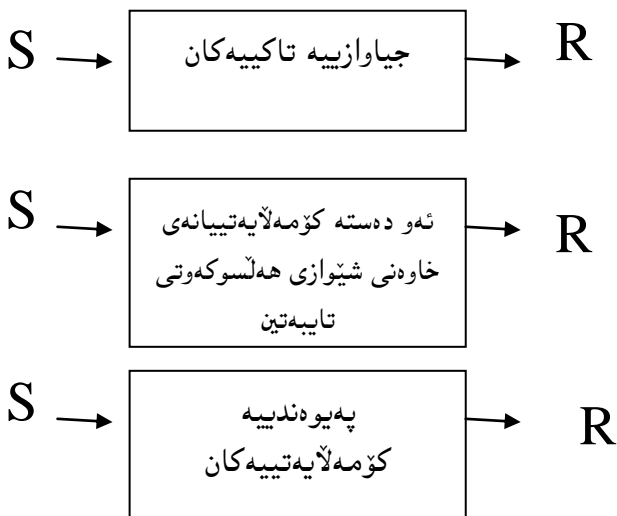 S جیاوازییە تاکییەکان R
S ئەو دەستە کۆمەڵایەتییانەی R
خاوەنی شێوازی هەڵسوکەوتی
تایبەتین
S پەیوەندییە R
کۆمەڵایەتییەکان